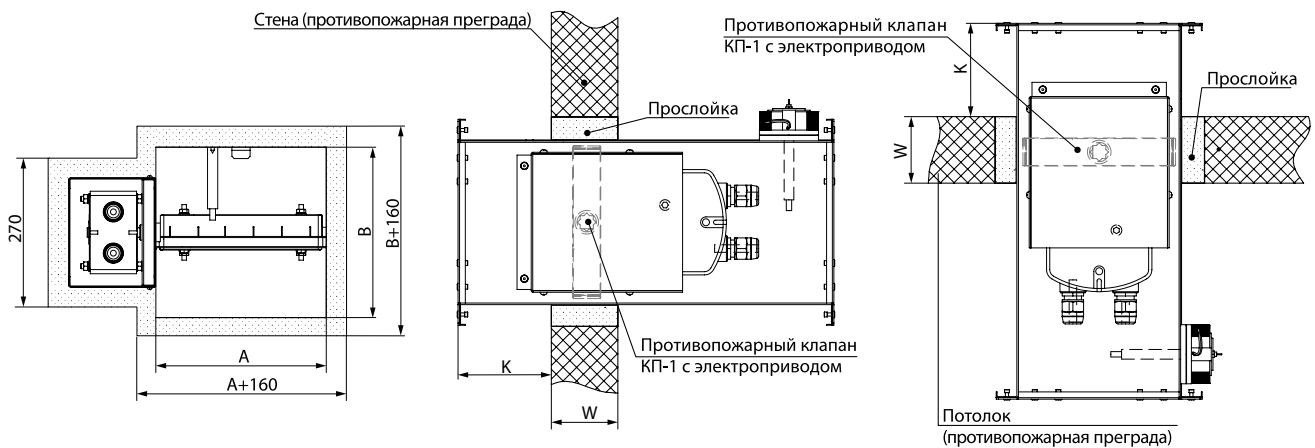 Стена (противопожарная преграда)
Прослойка
Противопожарный клапан
КП-1 с электроприводом
K
W
270
A
A+160
B
B+160
Противопожарный клапан
КП-1 с электроприводом
Прослойка
K
W
Потолок
(противопожарная преграда)